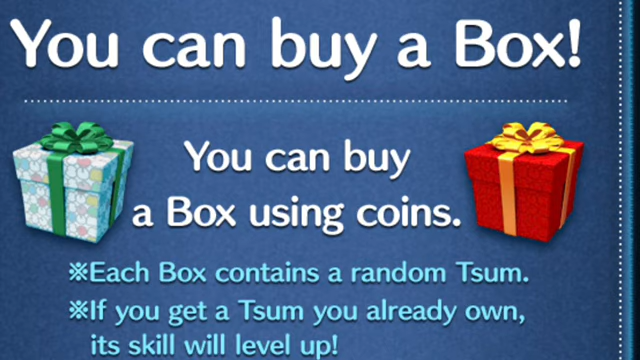 You can buy a Box!
You can buy
a Box using coins.
※Each Box contains a random Tsum.
※If you get a Tsum you already own,
its skill will level up!